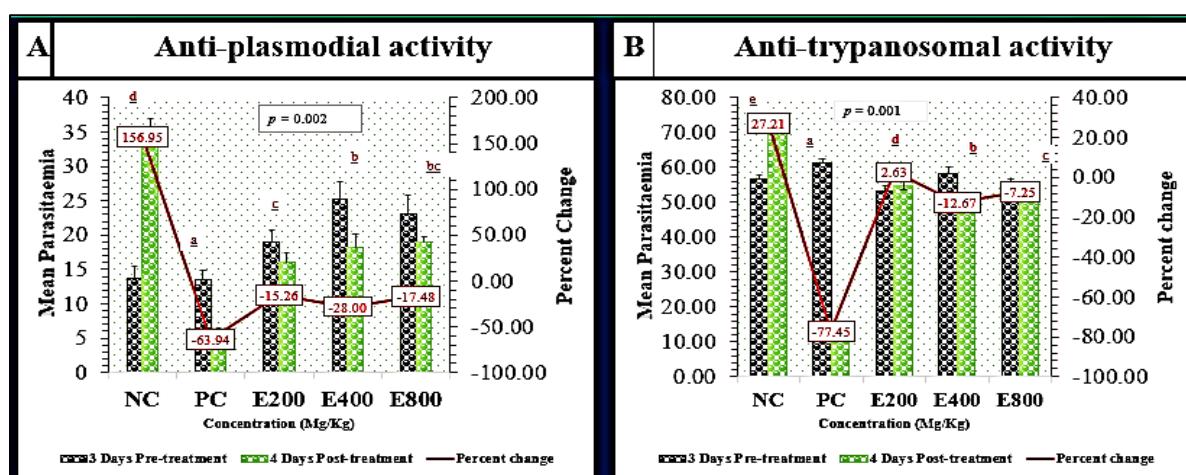 A Anti-plasmodial activity
40
35
30
25
20
15
10
5
0
Mean Parasitaemia
200.00
150.00
100.00
50.00
0.00
-50.00
-100.00
Percent Change
p = 0.002
d
a
c
b
bc
156.95
-63.94
-15.26
-28.00
-17.48
NC PC E200 E400 E800
Concentration (Mg/Kg)
3 Days Pre-treatment 4 Days Post-treatment Percent change
B Anti-trypanosomal activity
80.00
70.00
60.00
50.00
40.00
30.00
20.00
10.00
0.00
Mean Parasitaemia
40.00
20.00
0.00
-20.00
-40.00
-60.00
-80.00
-100.00
Percent change
p = 0.001
e
a
d
b
c
27.21
-77.45
2.63
-12.67
-7.25
NC PC E200 E400 E800
Concentration (Mg/Kg)
3 Days Pre-treatment 4 Days Post-treatment Percent change